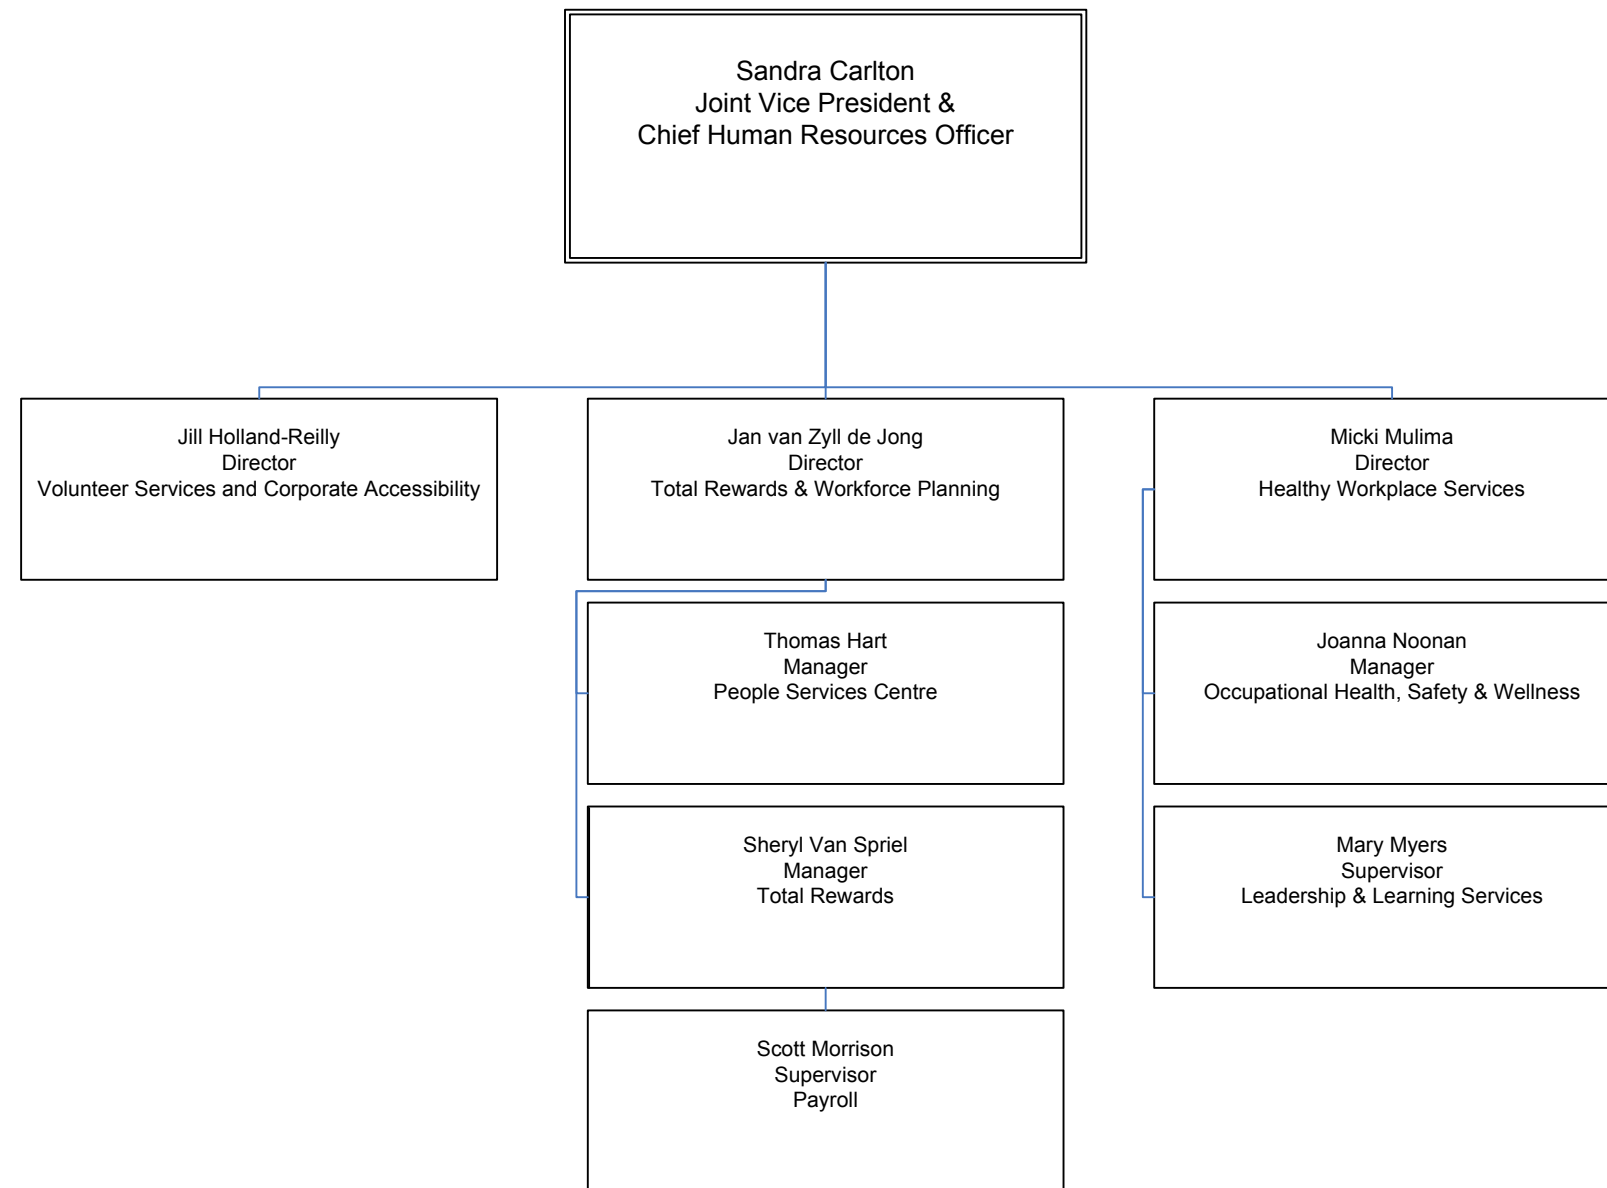 Sandra Carlton
Joint Vice President &
Chief Human Resources Officer
Jill Holland-Reilly
Director
Volunteer Services and Corporate Accessibility
Jan van Zyll de Jong
Director
Total Rewards & Workforce Planning
Micki Mulima
Director
Healthy Workplace Services
Thomas Hart
Manager
People Services Centre
Joanna Noonan
Manager
Occupational Health, Safety & Wellness
Sheryl Van Spriel
Manager
Total Rewards
Mary Myers
Supervisor
Leadership & Learning Services
Scott Morrison
Supervisor
Payroll